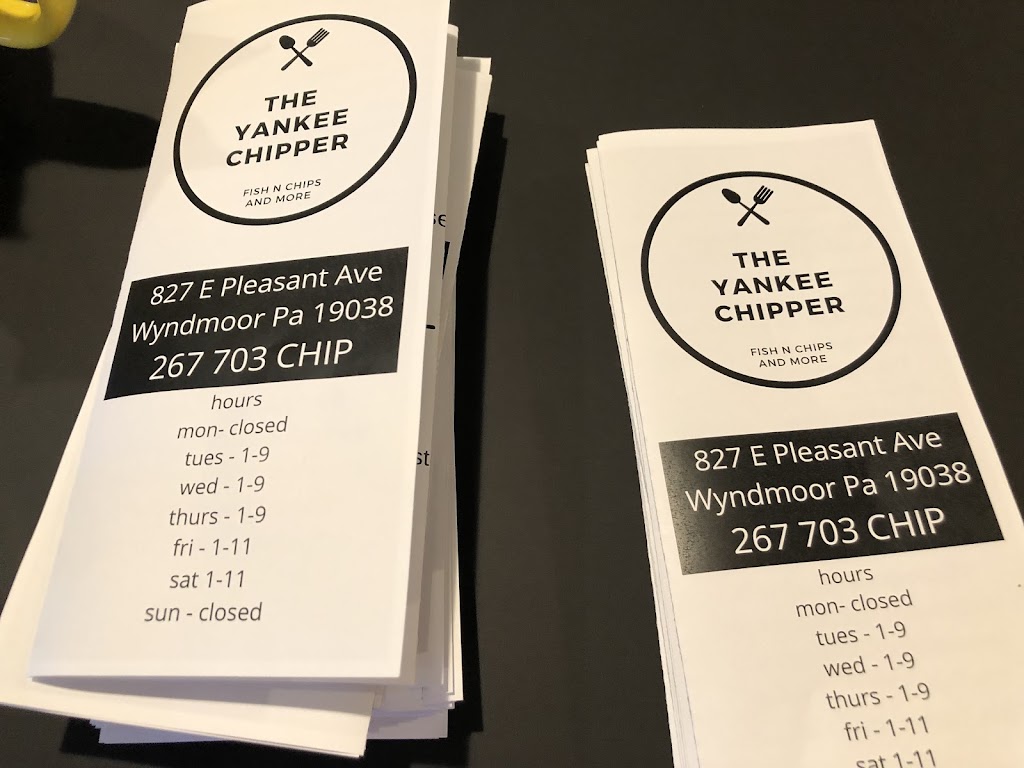 THE
YANKEE
CHIPPER
FISH N CHIPS
AND MORE
827 E Pleasant Ave
Wyndmoor Pa 19038
267 703 CHIP
hours
mon- closed
tues - 1-9
wed - 1-9
thurs - 1-9
fri - 1-11
sat 1-11
sun - closed
THE
YANKEE
CHIPPER
FISH N CHIPS
AND MORE
827 E Pleasant Ave
Wyndmoor Pa 19038
267 703 CHIP
hours
mon- closed
tues - 1-9
wed - 1-9
thurs - 1-9
fri - 1-11
sat 1-11